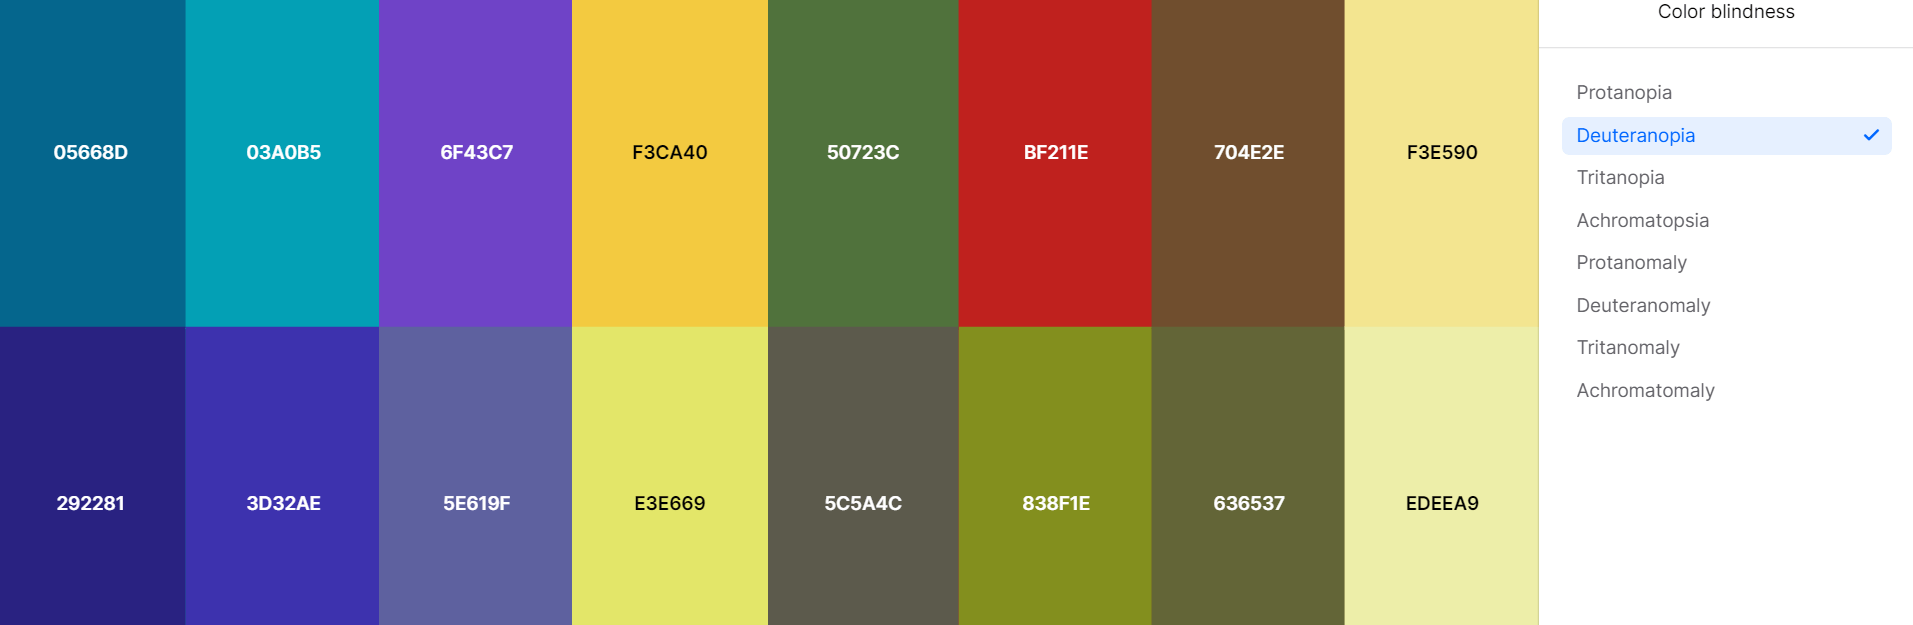 Color blindness
05668D
03A0B5
6F43C7
F3CA40
50723C
BF211E
704E2E
F3E590
Protanopia
Deuteranopia
Tritanopia
Achromatopsia
Protanomaly
Deuteranomaly
Tritanomaly
Achromatomaly
292281
3D32AE
5E619F
E3E669
5C5A4C
838F1E
636537
EDEEA9